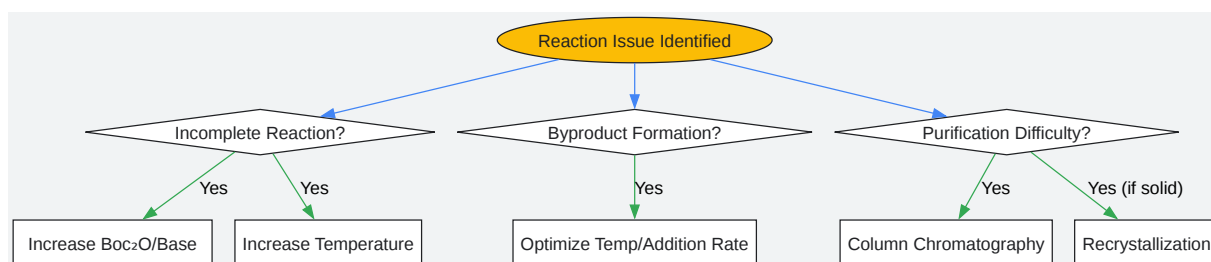 Reaction Issue Identified
Incomplete Reaction?
Byproduct Formation?
Purification Difficulty?
Yes
Yes
Yes
Yes
Yes (if solid)
Increase Boc₂O/Base
Increase Temperature
Optimize Temp/Addition Rate
Column Chromatography
Recrystallization